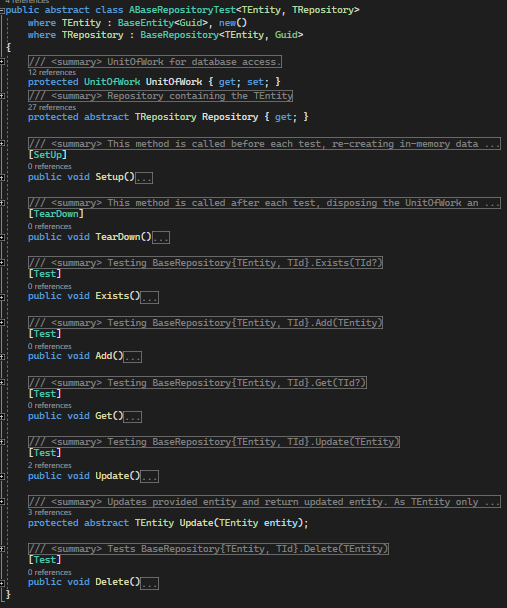 4 references
public abstract class ABaseRepositoryTest<TEntity, TRepository>
where TEntity : BaseEntity<Guid>, new()
where TRepository : BaseRepository<TEntity, Guid>
{
/// <summary> UnitOfWork for database access.
12 references
protected UnitOfWork UnitOfWork { get; set; }
/// <summary> Repository containing the TEntity
27 references
protected abstract TRepository Repository { get; }
/// <summary> This method is called before each test, re-creating in-memory data ...
[SetUp]
0 references
public void Setup()...
/// <summary> This method is called after each test, disposing the UnitOfWork an ...
[TearDown]
0 references
public void TearDown()...
/// <summary> Testing BaseRepository{TEntity, TId}.Exists(TId?)
[Test]
0 references
public void Exists()...
/// <summary> Testing BaseRepository{TEntity, TId}.Add(TEntity)
[Test]
0 references
public void Add()...
/// <summary> Testing BaseRepository{TEntity, TId}.Get(TId?)
[Test]
0 references
public void Get()...
/// <summary> Testing BaseRepository{TEntity, TId}.Update(TEntity)
[Test]
2 references
public void Update()...
/// <summary> Updates provided entity and return updated entity. As TEntity only ...
3 references
protected abstract TEntity Update(TEntity entity);
/// <summary> Tests BaseRepository{TEntity, TId}.Delete(TEntity)
[Test]
0 references
public void Delete()...
}